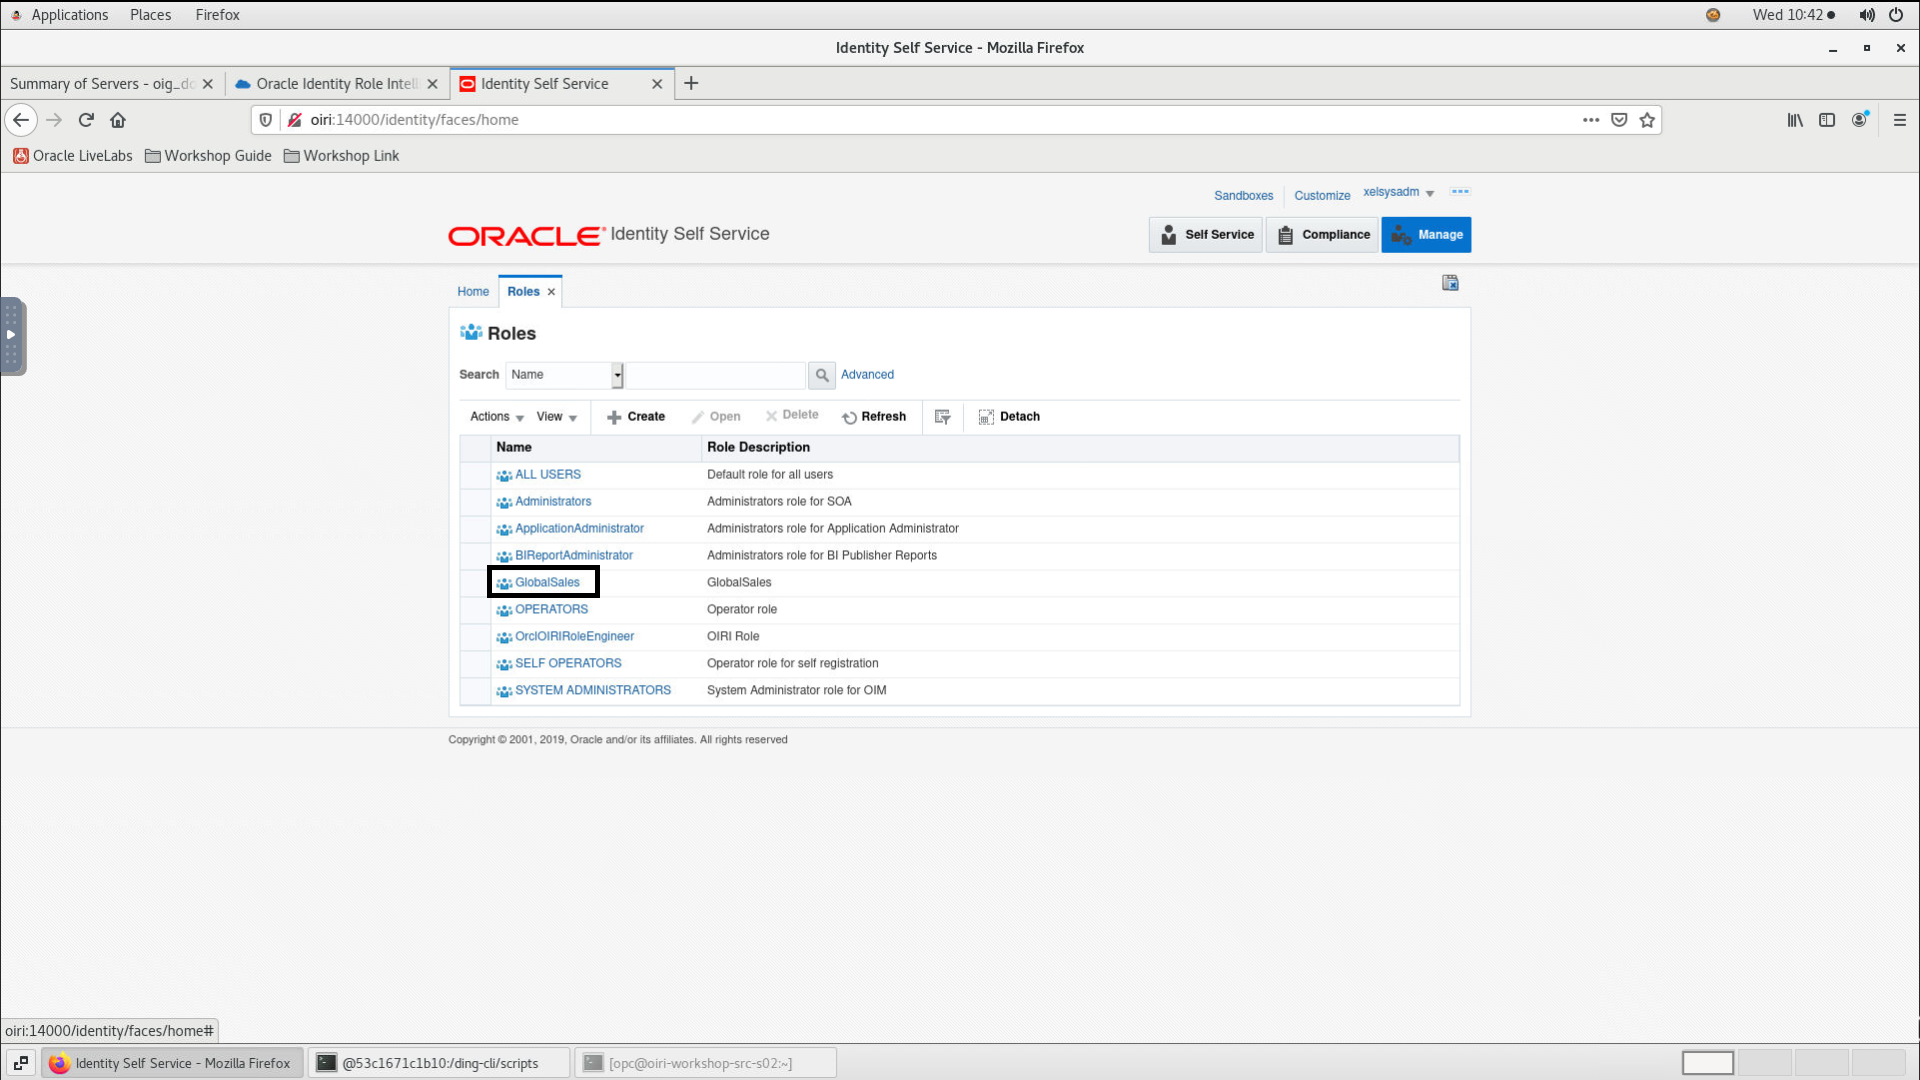 Applications Places Firefox Wed 10:42
Identity Self Service - Mozilla Firefox
Summary of Servers - oig_do Oracle Identity Role Intell Identity Self Service
oiri:14000/identity/faces/home
Oracle LiveLabs Workshop Guide Workshop Link
Sandboxes Customize xelsysadm
ORACLE Identity Self Service Self Service Compliance Manage
Home Roles
Roles
Search Name Advanced
Actions View Create Open Delete Refresh Detach
Name Role Description
ALL USERS Default role for all users
Administrators Administrators role for SOA
ApplicationAdministrator Administrators role for Application Administrator
BIReportAdministrator Administrators role for BI Publisher Reports
GlobalSales GlobalSales
OPERATORS Operator role
OrclOIRIRoleEngineer OIRI Role
SELF OPERATORS Operator role for self registration
SYSTEM ADMINISTRATORS System Administrator role for OIM
Copyright © 2001, 2019, Oracle and/or its affiliates. All rights reserved
oiri:14000/identity/faces/home#
Identity Self Service - Mozilla Firefox @53c1671c1b10:/ding-cli/scripts [opc@oiri-workshop-src-s02:~]